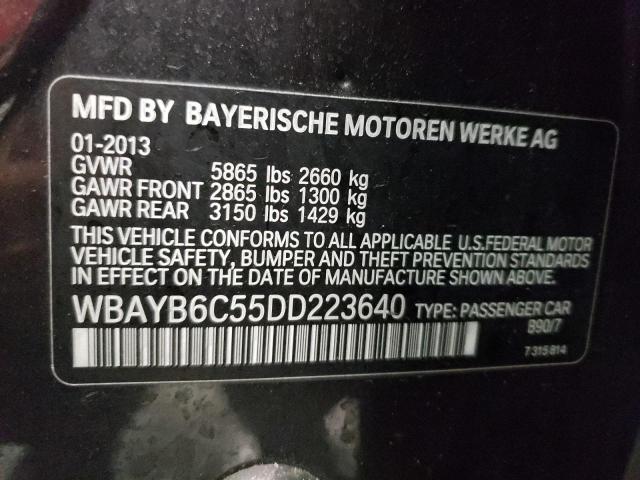 MFD BY BAYERISCHE MOTOREN WERKE AG
01-2013
GVWR 5865 lbs 2660 kg
GAWR FRONT 2865 lbs 1300 kg
GAWR REAR 3150 lbs 1429 kg
THIS VEHICLE CONFORMS TO ALL APPLICABLE U.S.FEDERAL MOTOR
VEHICLE SAFETY, BUMPER AND THEFT PREVENTION STANDARDS
IN EFFECT ON THE DATE OF MANUFACTURE SHOWN ABOVE.
WBAYB6C55DD223640 TYPE: PASSENGER CAR
B90/7
7 315 814